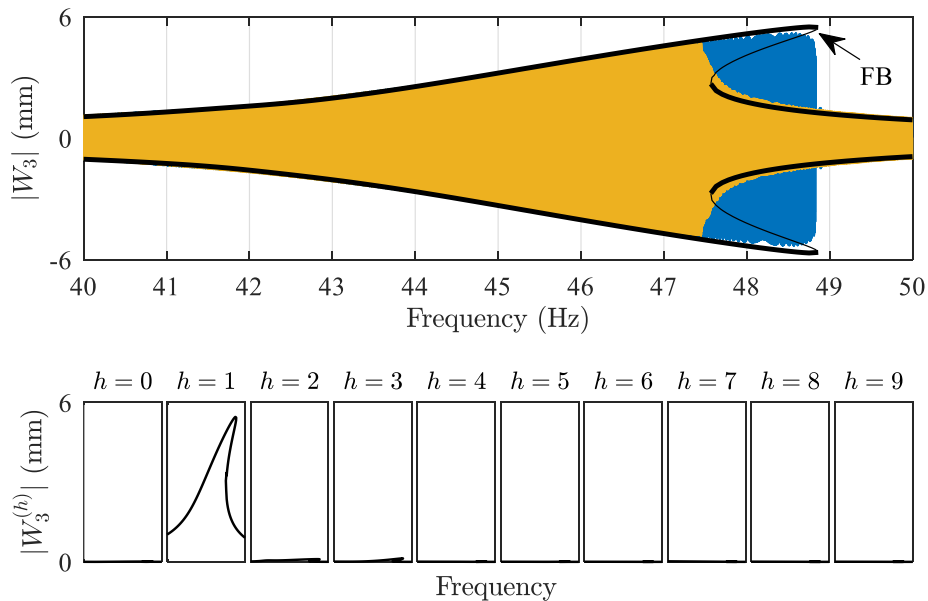 6
0
-6
|W₃| (mm)
FB
40 41 42 43 44 45 46 47 48 49 50
Frequency (Hz)
h = 0 h = 1 h = 2 h = 3 h = 4 h = 5 h = 6 h = 7 h = 8 h = 9
6
0
|W₃⁽ʰ⁾| (mm)
Frequency